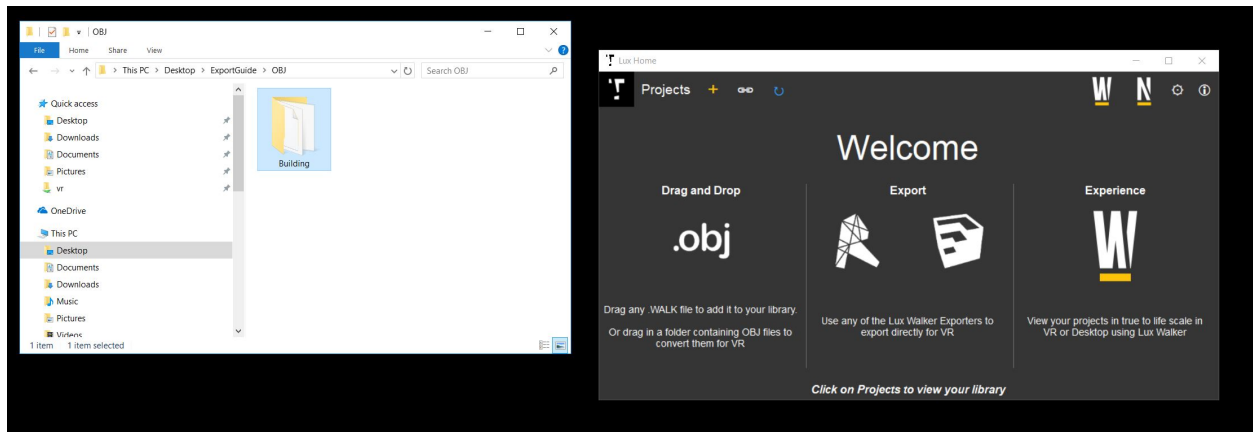 OBJ
File Home Share View
This PC > Desktop > ExportGuide > OBJ
Search OBJ
Quick access
Desktop
Downloads
Documents
Pictures
vr
OneDrive
This PC
Desktop
Documents
Downloads
Music
Pictures
Videos
Building
1 item 1 item selected
Lux Home
Projects
W N
Welcome
Drag and Drop
.obj
Drag any .WALK file to add it to your library.
Or drag in a folder containing OBJ files to
convert them for VR
Export
Use any of the Lux Walker Exporters to
export directly for VR
Experience
W
View your projects in true to life scale in
VR or Desktop using Lux Walker
Click on Projects to view your library